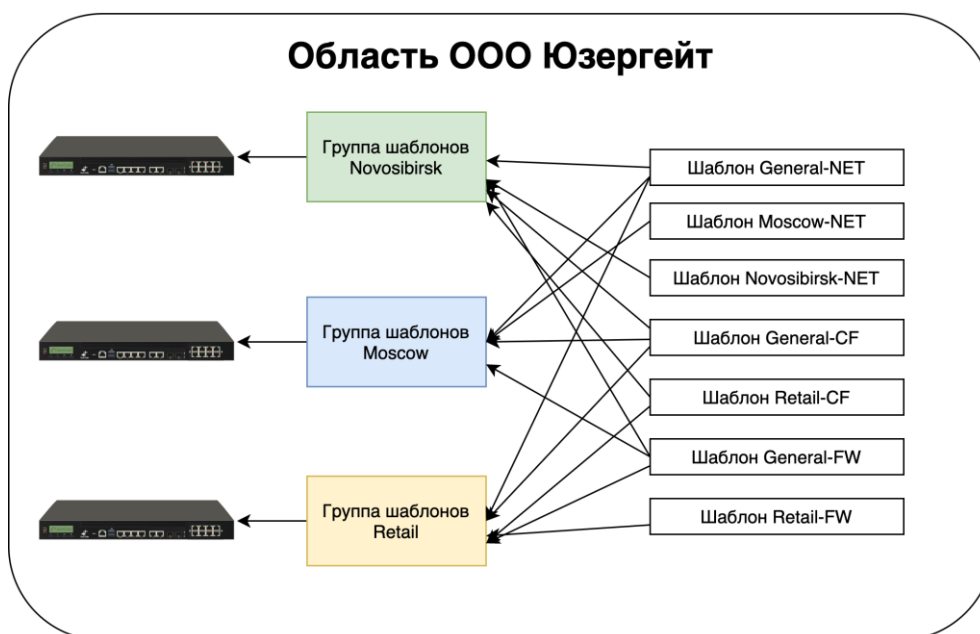 Область ООО Юзергейт
Группа шаблонов
Novosibirsk
Группа шаблонов
Moscow
Группа шаблонов
Retail
Шаблон General-NET
Шаблон Moscow-NET
Шаблон Novosibirsk-NET
Шаблон General-CF
Шаблон Retail-CF
Шаблон General-FW
Шаблон Retail-FW